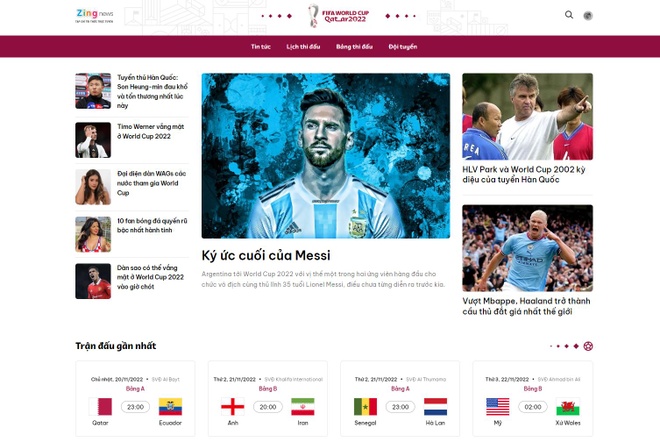 Zing news
TẠP CHÍ TRI THỨC TRỰC TUYẾN
FIFA WORLD CUP
Qatar2022
Tin tức
Lịch thi đấu
Bảng thi đấu
Đội tuyển
Tuyển thủ Hàn Quốc:
Son Heung-min đau khổ
và tổn thương nhất lúc
này
Timo Werner vắng mặt
ở World Cup 2022
Đại diện dàn WAGs các
nước tham gia World
Cup
10 fan bóng đá quyến rũ
bậc nhất hành tinh
Dàn sao có thể vắng
mặt ở World Cup 2022
vào giờ chót
Ký ức cuối của Messi
Argentina tới World Cup 2022 với vị thế một trong hai ứng viên hàng đầu cho
chức vô địch cùng thủ lĩnh 35 tuổi Lionel Messi, điều chưa từng diễn ra trước kia.
HLV Park và World Cup 2002 kỳ
diệu của tuyển Hàn Quốc
Vượt Mbappe, Haaland trở thành
cầu thủ đắt giá nhất thế giới
Trận đấu gần nhất
Chủ nhật, 20/11/2022 • SVĐ Al Bayt
Bảng A
23:00
Qatar
Ecuador
Thứ 2, 21/11/2022 • SVĐ Khalifa International
Bảng B
20:00
Anh
Iran
Thứ 2, 21/11/2022 • SVĐ Al Thumama
Bảng A
23:00
Senegal
Hà Lan
Thứ 3, 22/11/2022 • SVĐ Ahmad bin Ali
Bảng B
02:00
Mỹ
Xứ Wales